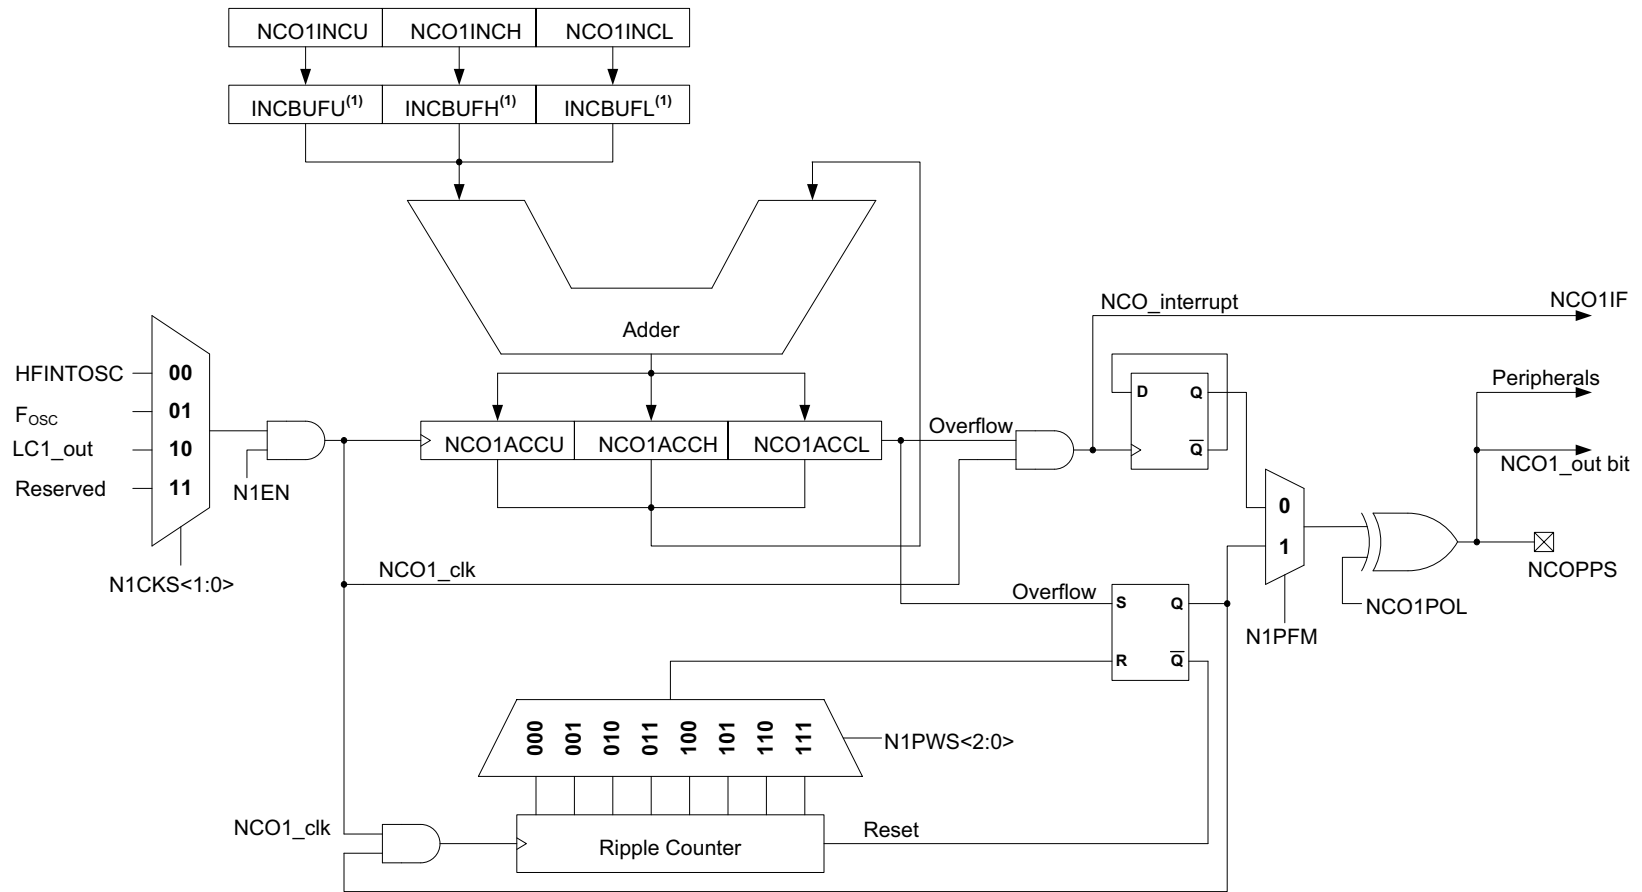 NCO1INCU NCO1INCH NCO1INCL
INCBUFU(1) INCBUFH(1) INCBUFL(1)
Adder
NCO1ACCU NCO1ACCH NCO1ACCL
HFINTOSC 00
FOSC 01
LC1_out 10
Reserved 11
N1EN
N1CKS<1:0>
NCO1_clk
Overflow
NCO_interrupt
NCO1IF
D Q
Q̅
Peripherals
NCO1_out bit
0
1
N1PFM
NCO1POL
NCOPPS
Overflow
S Q
R Q̅
000 001 010 011 100 101 110 111
N1PWS<2:0>
NCO1_clk
Ripple Counter
Reset